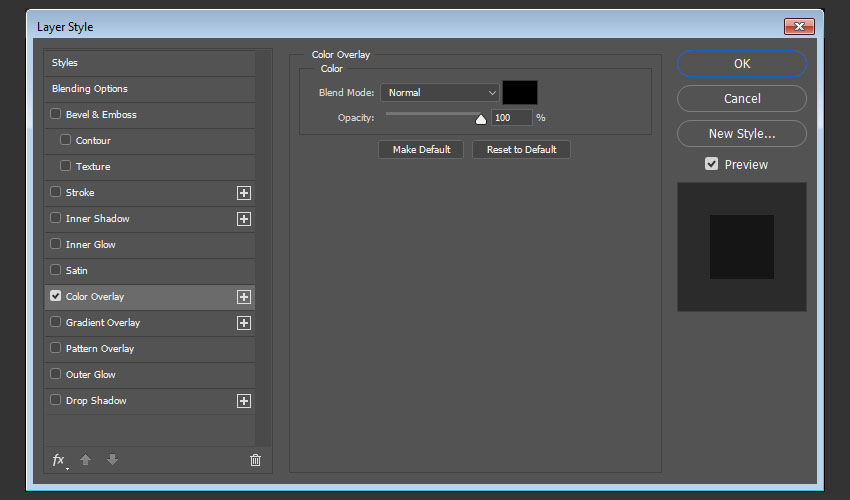 Layer Style
Styles
Blending Options
Bevel & Emboss
Contour
Texture
Stroke
Inner Shadow
Inner Glow
Satin
Color Overlay
Gradient Overlay
Pattern Overlay
Outer Glow
Drop Shadow
fx
Color Overlay
Color
Blend Mode: Normal
Opacity: 100 %
Make Default Reset to Default
OK
Cancel
New Style...
Preview